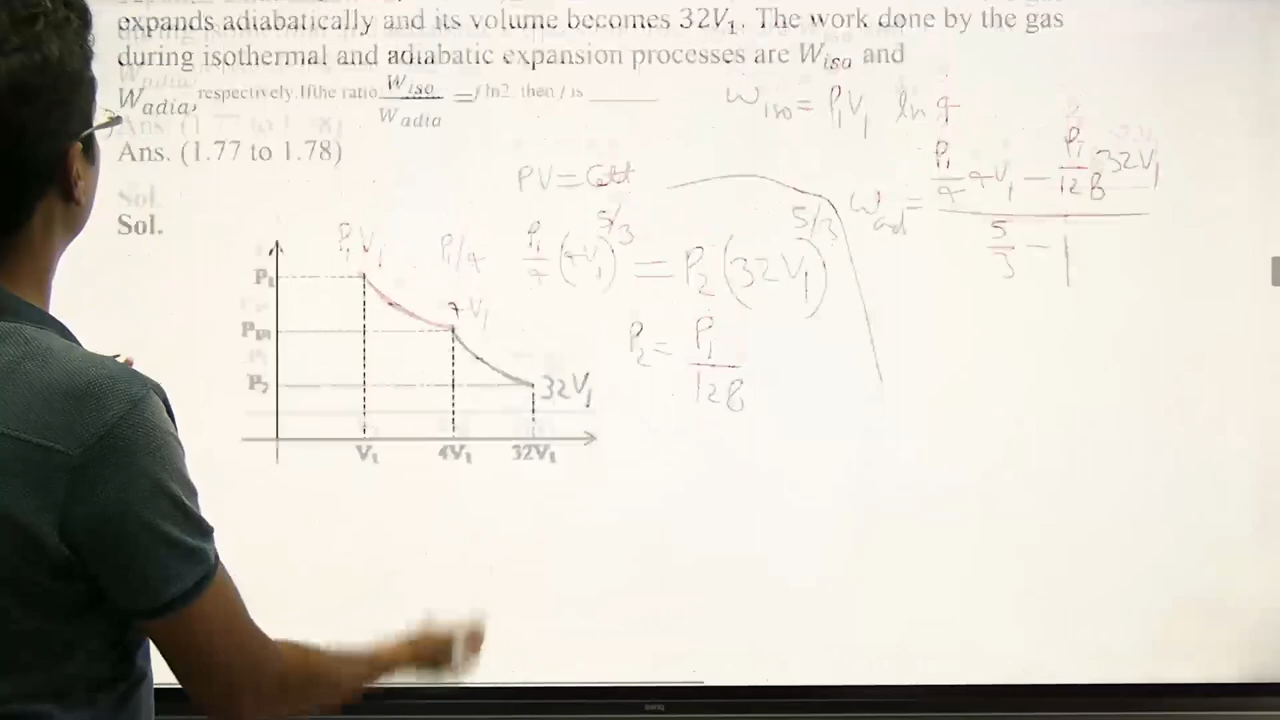 expands adiabatically and its volume becomes 32V₁. The work done by the gas
during isothermal and adiabatic expansion processes are W_iso and
W_adia, respectively. If the ratio W_iso / W_adia = f ln2, then f is ______
W_iso = P₁V₁ ln 4
Ans. (1.77 to 1.78)
Sol.
PV = Const
W_ad = (P₁/4 4V₁ − P₁/128 32V₁) / (5/3 − 1)
P₁/4 (4V₁)^5/3 = P₂ (32V₁)^5/3
P₂ = P₁/128
P₁V₁
P₁/4
4V₁
32V₁
P₁
P₂
V₁ 4V₁ 32V₁
BenQ